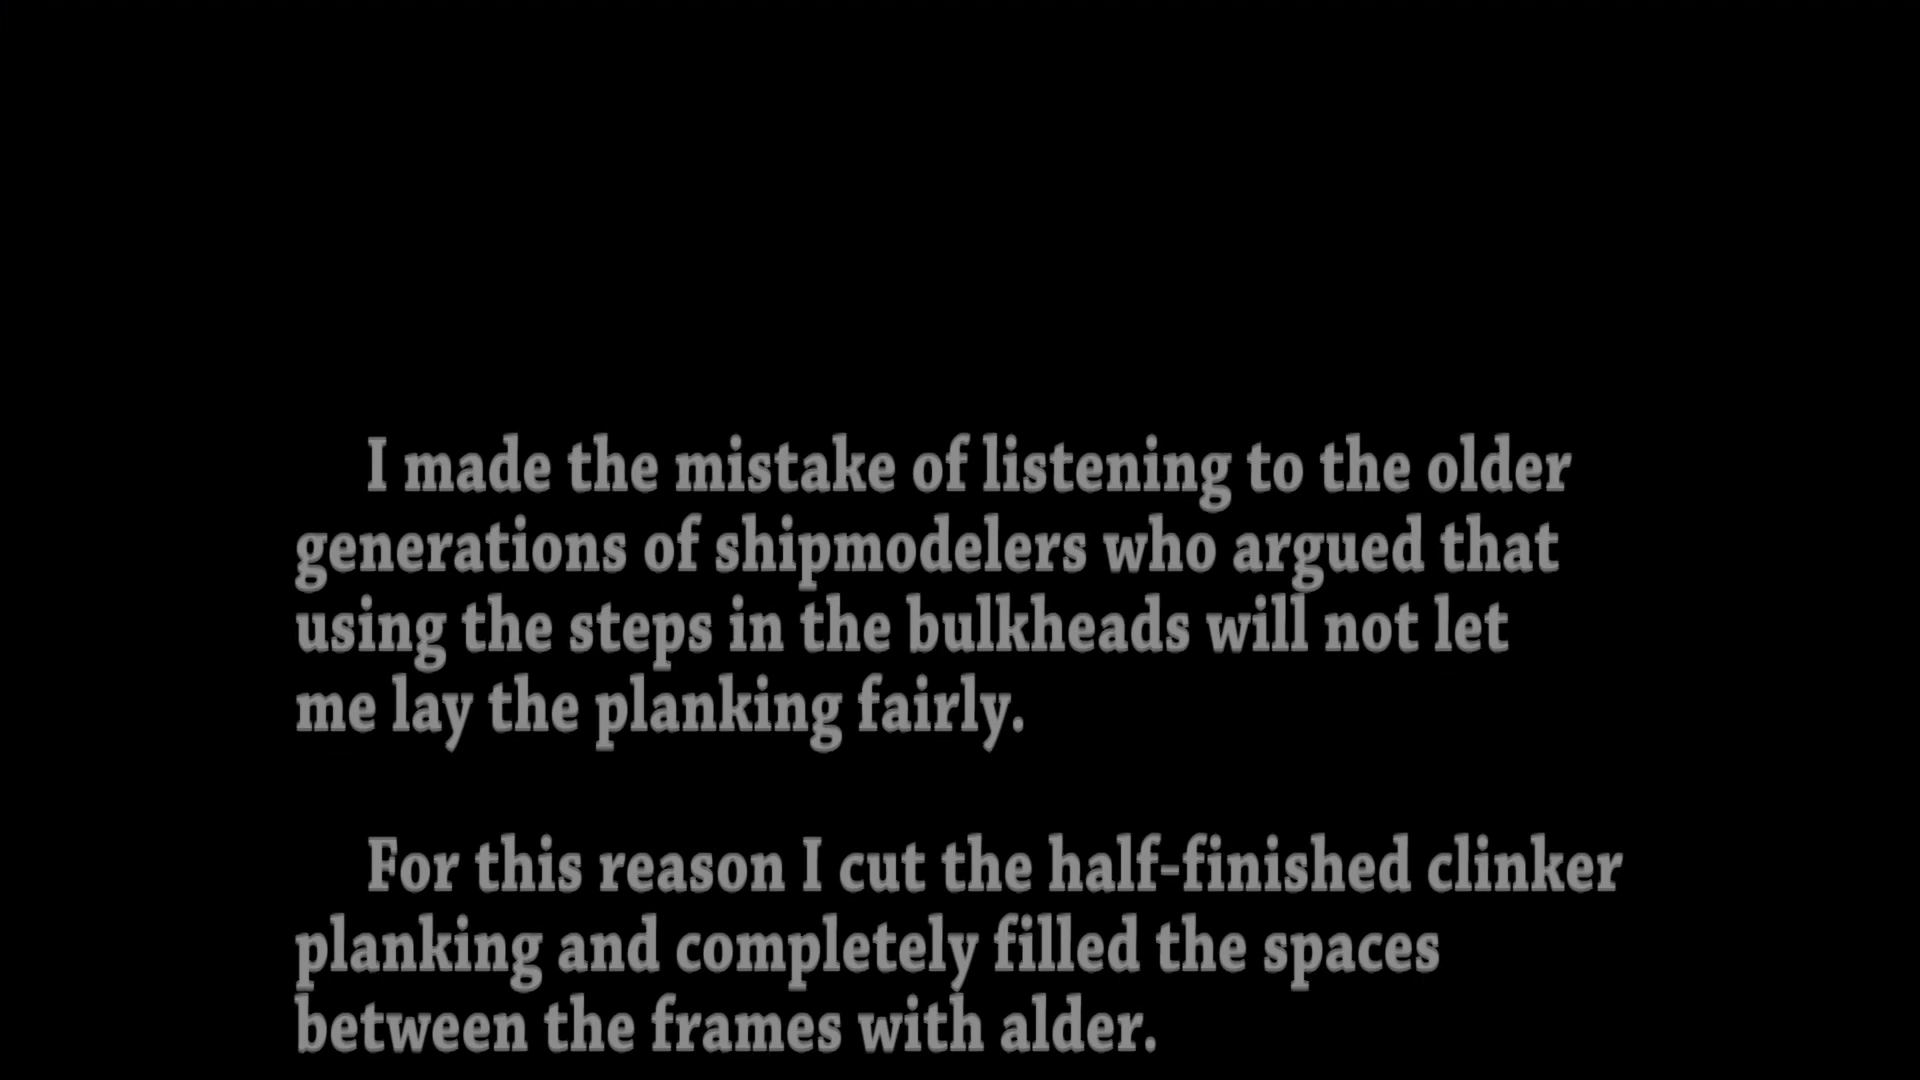 I made the mistake of listening to the older
generations of shipmodelers who argued that
using the steps in the bulkheads will not let
me lay the planking fairly.
For this reason I cut the half-finished clinker
planking and completely filled the spaces
between the frames with alder.